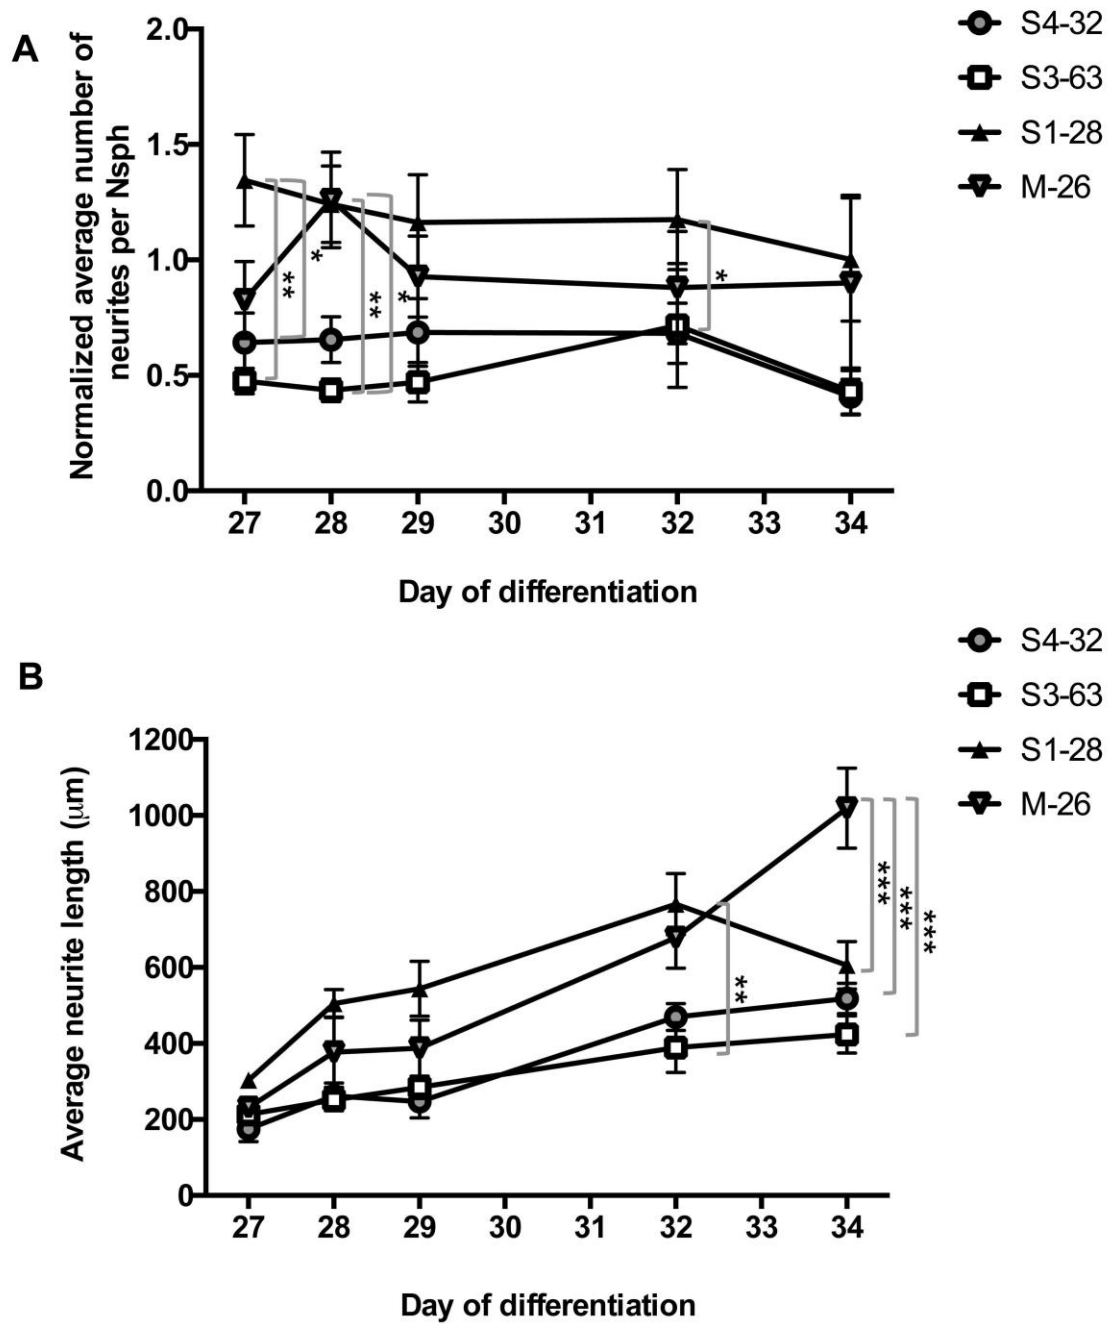 A
Normalized average number of
neurites per Nsph
2.0
1.5
1.0
0.5
0.0
** * ** * *
27 28 29 30 31 32 33 34
Day of differentiation
S4-32
S3-63
S1-28
M-26
B
Average neurite length (μm)
1200
1000
800
600
400
200
0
** *** *** ***
27 28 29 30 31 32 33 34
Day of differentiation
S4-32
S3-63
S1-28
M-26